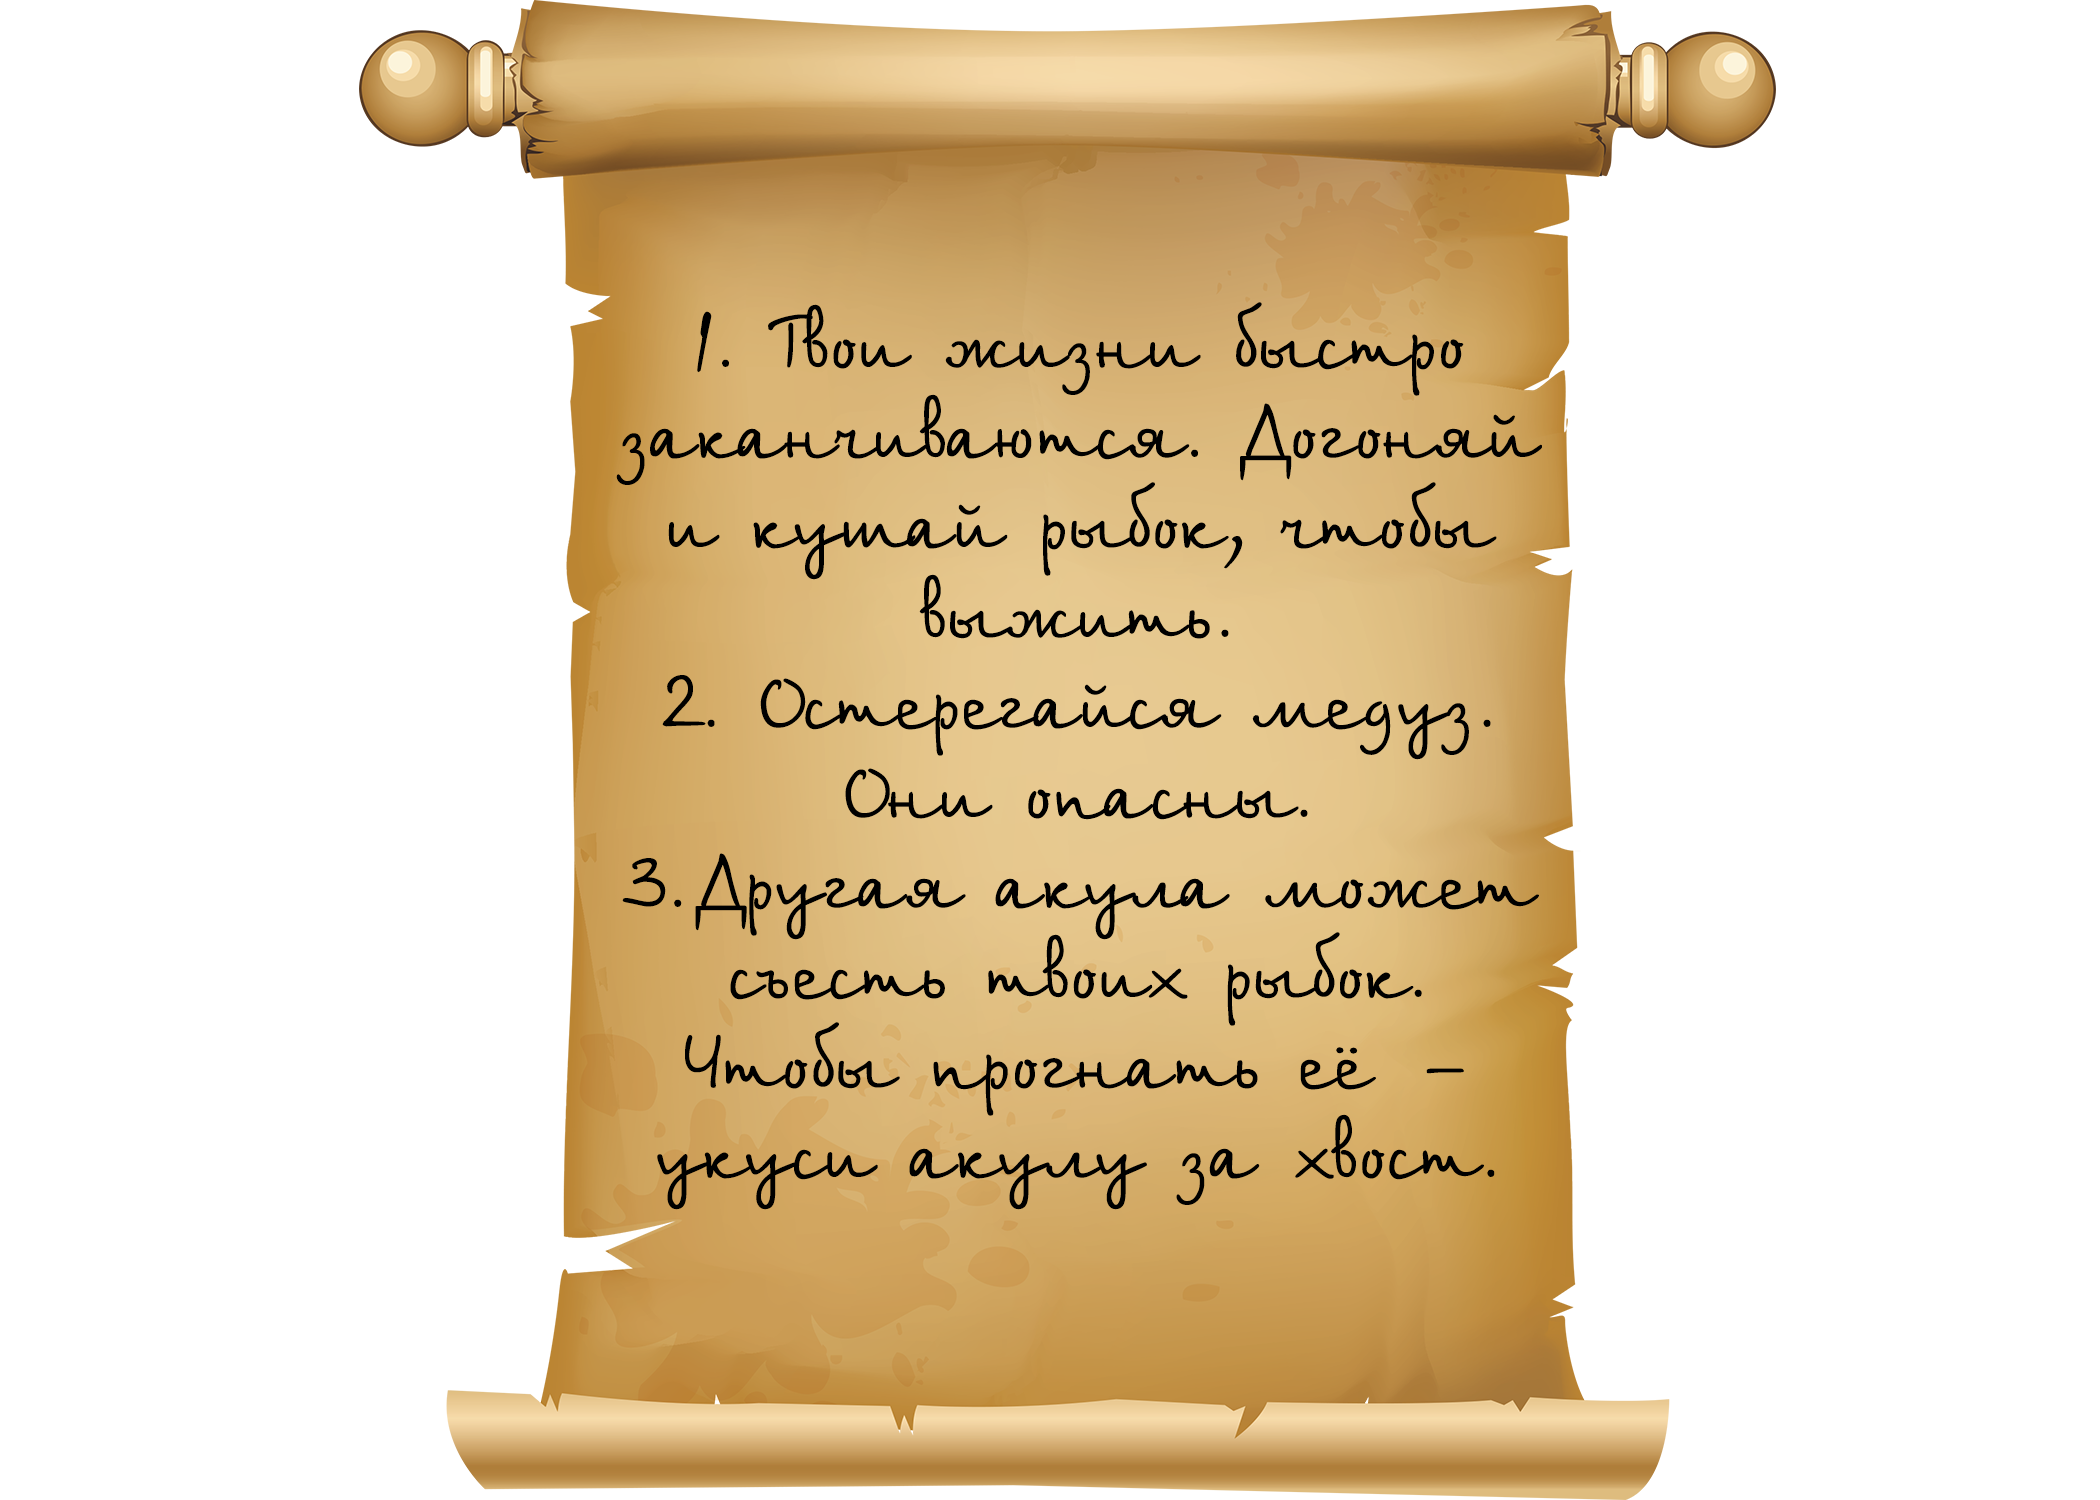 1. Твои жизни быстро
заканчиваются. Догоняй
и кушай рыбок, чтобы
выжить.
2. Остерегайся медуз.
Они опасны.
3. Другая акула может
съесть твоих рыбок.
Чтобы прогнать её –
укуси акулу за хвост.